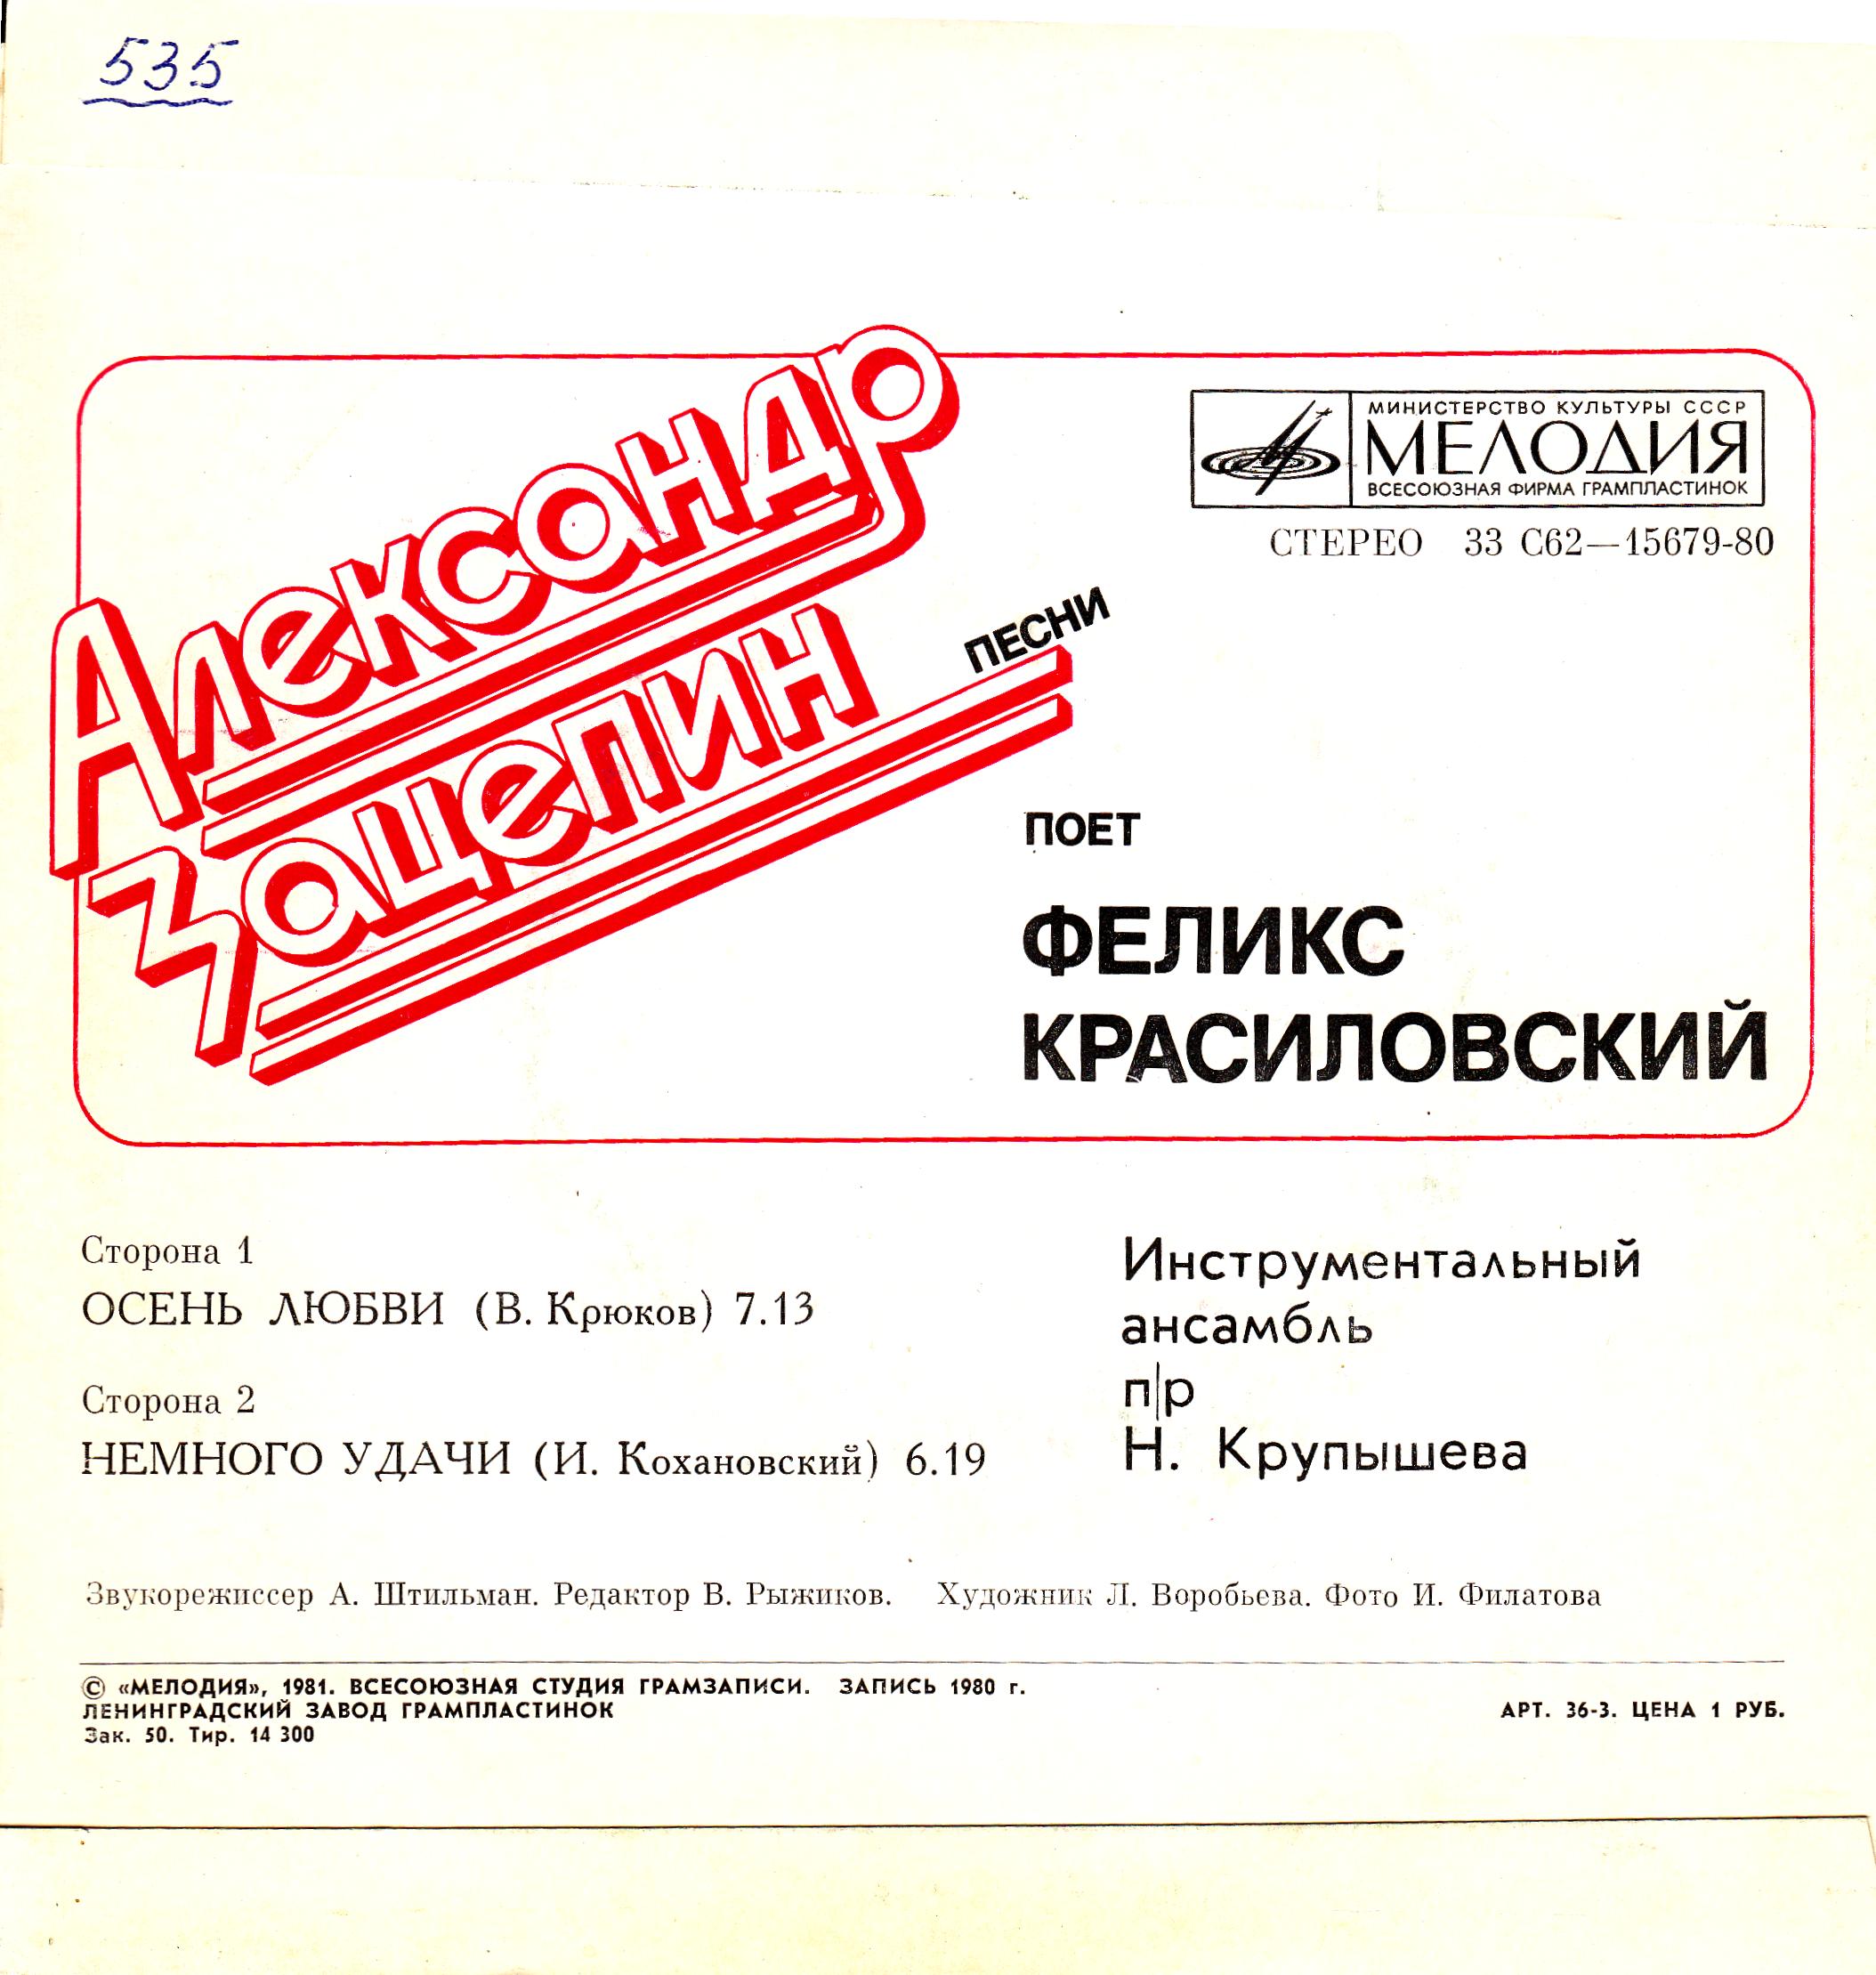 535
Александр
Зацепин
ПЕСНИ
МИНИСТЕРСТВО КУЛЬТУРЫ СССР
МЕЛОДИЯ
ВСЕСОЮЗНАЯ ФИРМА ГРАМПЛАСТИНОК
СТЕРЕО 33 С62—15679-80
ПОЕТ
ФЕЛИКС
КРАСИЛОВСКИЙ
Сторона 1
ОСЕНЬ ЛЮБВИ (В. Крюков) 7.13
Сторона 2
НЕМНОГО УДАЧИ (И. Кохановский) 6.19
Инструментальный
ансамбль
п/р
Н. Крупышева
Звукорежиссер А. Штильман. Редактор В. Рыжиков. Художник Л. Воробьева. Фото И. Филатова
© «МЕЛОДИЯ», 1981. ВСЕСОЮЗНАЯ СТУДИЯ ГРАМЗАПИСИ. ЗАПИСЬ 1980 г.
ЛЕНИНГРАДСКИЙ ЗАВОД ГРАМПЛАСТИНОК
Зак. 50. Тир. 14 300
АРТ. 36-3. ЦЕНА 1 РУБ.